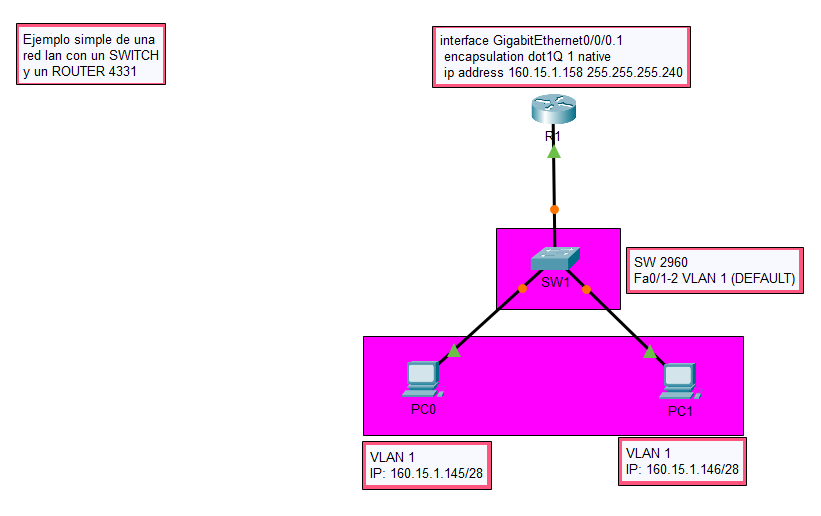 Ejemplo simple de una
red lan con un SWITCH
y un ROUTER 4331
interface GigabitEthernet0/0/0.1
encapsulation dot1Q 1 native
ip address 160.15.1.158 255.255.255.240
R1
SW1
SW 2960
Fa0/1-2 VLAN 1 (DEFAULT)
PC0
PC1
VLAN 1
IP: 160.15.1.145/28
VLAN 1
IP: 160.15.1.146/28